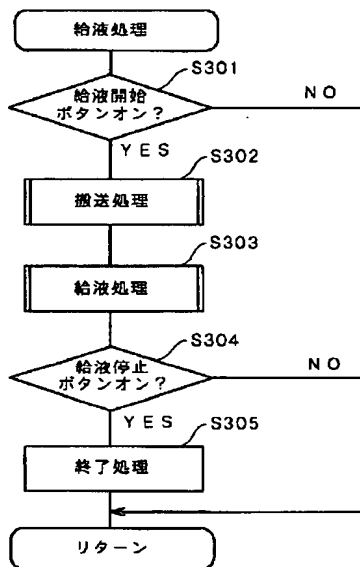 給液処理
S301
給液開始
ボタンオン？
NO
YES
S302
搬送処理
S303
給液処理
S304
給液停止
ボタンオン？
NO
YES
S305
終了処理
リターン